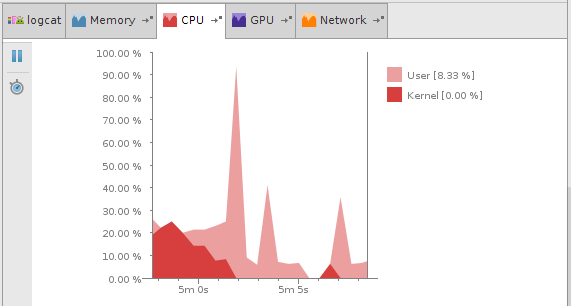 logcat Memory CPU GPU Network
100.00 %
90.00 %
80.00 %
70.00 %
60.00 %
50.00 %
40.00 %
30.00 %
20.00 %
10.00 %
0.00 %
5m 0s 5m 5s
User [8.33 %]
Kernel [0.00 %]